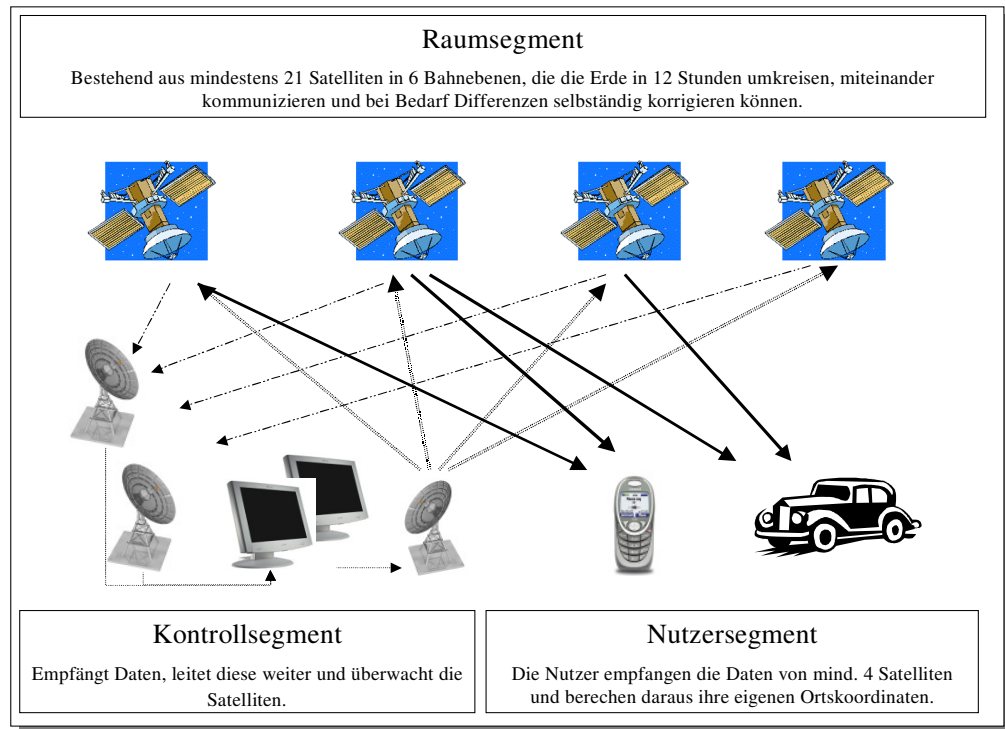 Raumsegment
Bestehend aus mindestens 21 Satelliten in 6 Bahnebenen, die die Erde in 12 Stunden umkreisen, miteinander
kommunizieren und bei Bedarf Differenzen selbständig korrigieren können.
Kontrollsegment
Empfängt Daten, leitet diese weiter und überwacht die
Satelliten.
Nutzersegment
Die Nutzer empfangen die Daten von mind. 4 Satelliten
und berechen daraus ihre eigenen Ortskoordinaten.